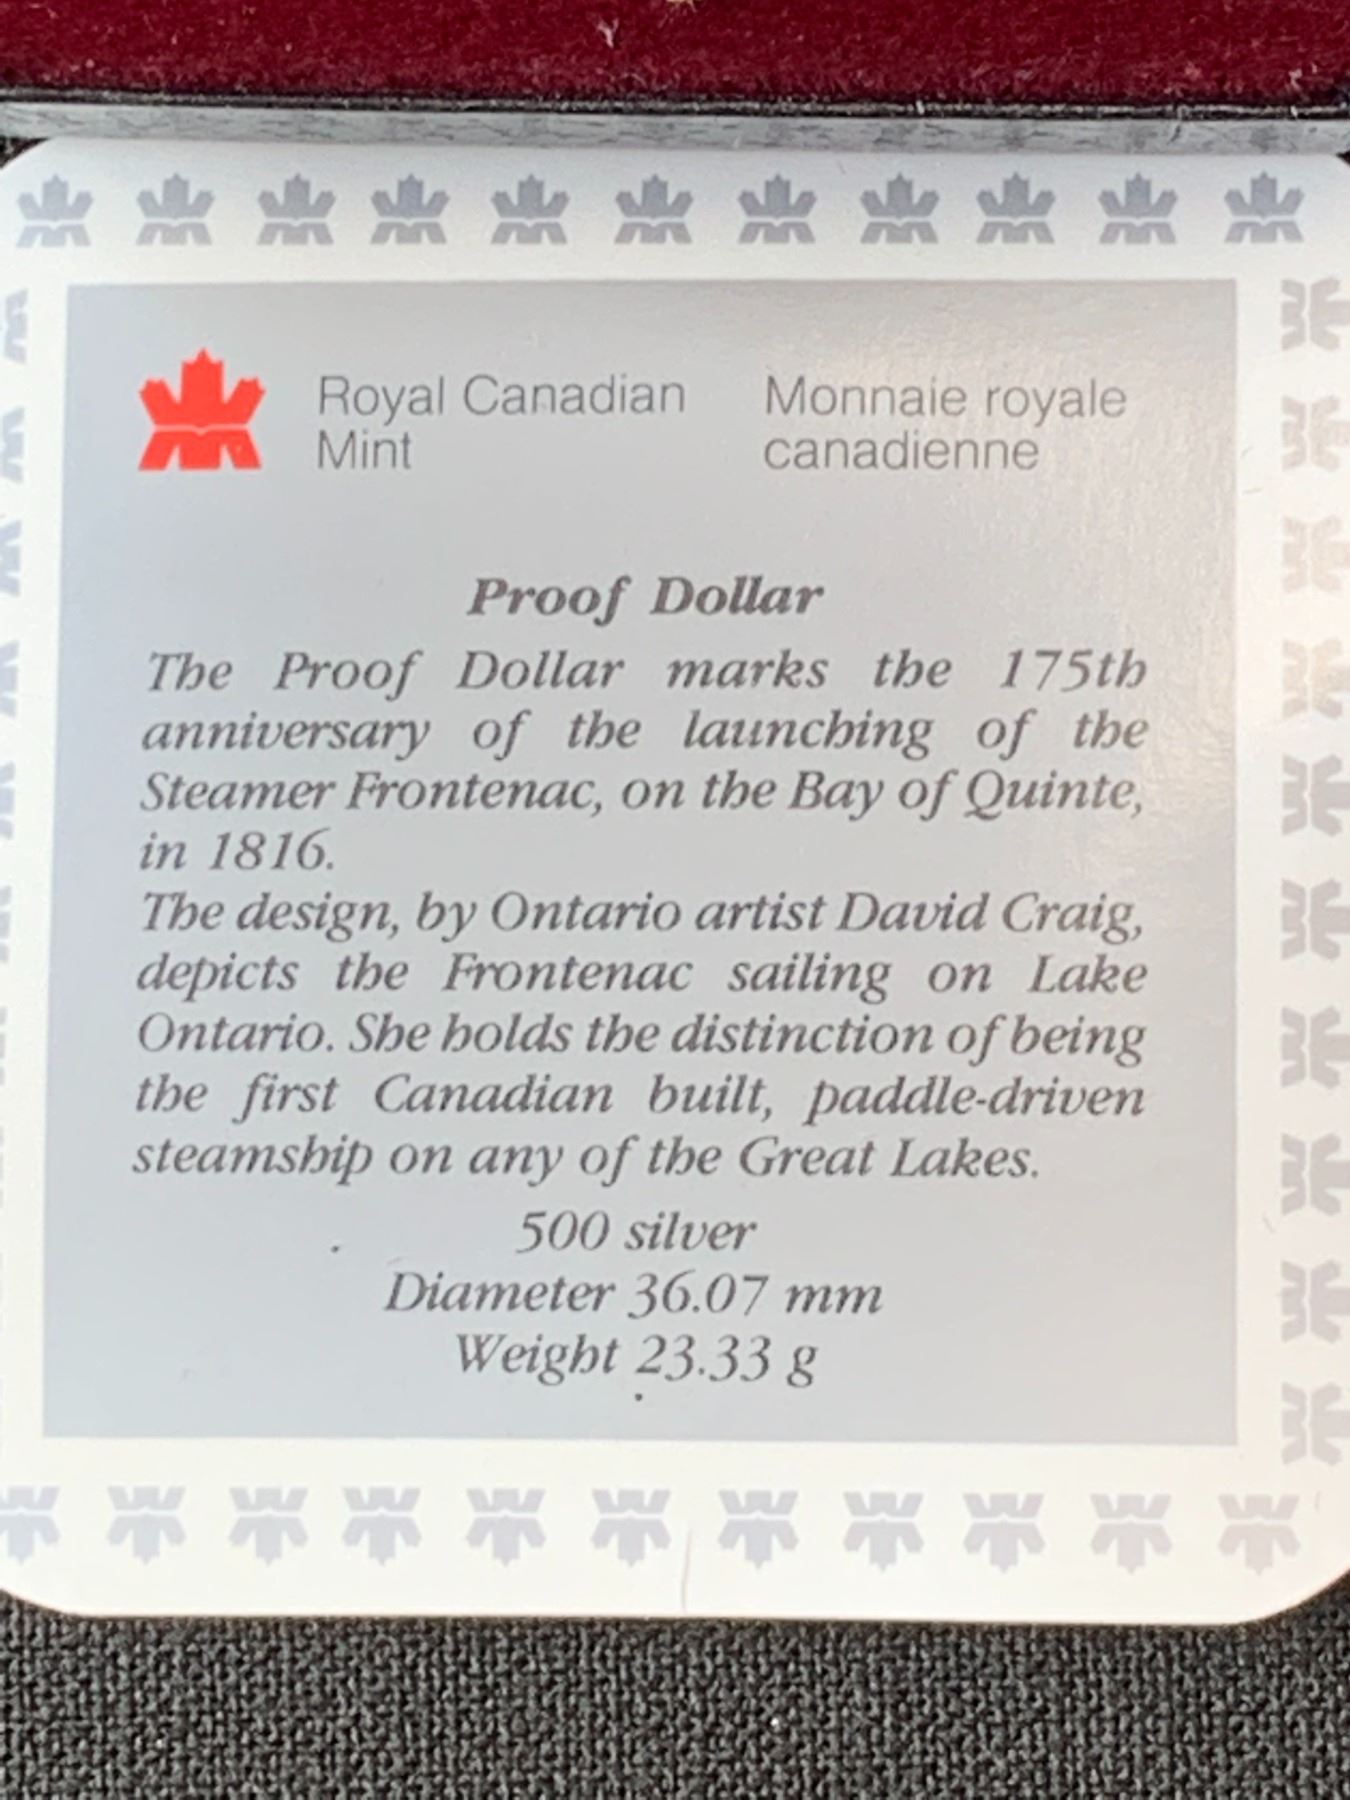 Royal Canadian
Mint
Monnaie royale
canadienne
Proof Dollar
The Proof Dollar marks the 175th
anniversary of the launching of the
Steamer Frontenac, on the Bay of Quinte,
in 1816.
The design, by Ontario artist David Craig,
depicts the Frontenac sailing on Lake
Ontario. She holds the distinction of being
the first Canadian built, paddle-driven
steamship on any of the Great Lakes.
500 silver
Diameter 36.07 mm
Weight 23.33 g